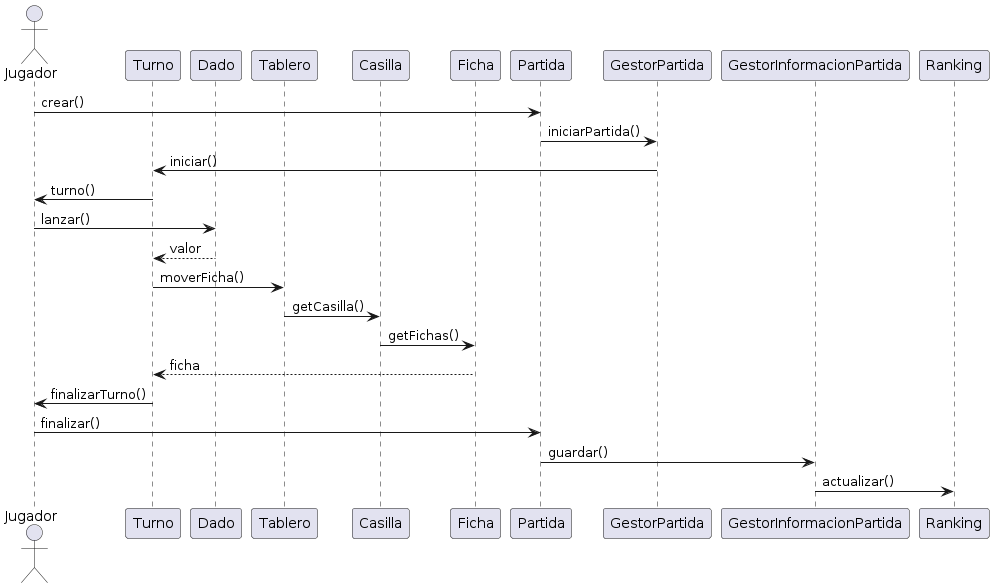 Jugador
Turno
Dado
Tablero
Casilla
Ficha
Partida
GestorPartida
GestorInformacionPartida
Ranking
crear()
iniciarPartida()
iniciar()
turno()
lanzar()
valor
moverFicha()
getCasilla()
getFichas()
ficha
finalizarTurno()
finalizar()
guardar()
actualizar()
Jugador
Turno
Dado
Tablero
Casilla
Ficha
Partida
GestorPartida
GestorInformacionPartida
Ranking